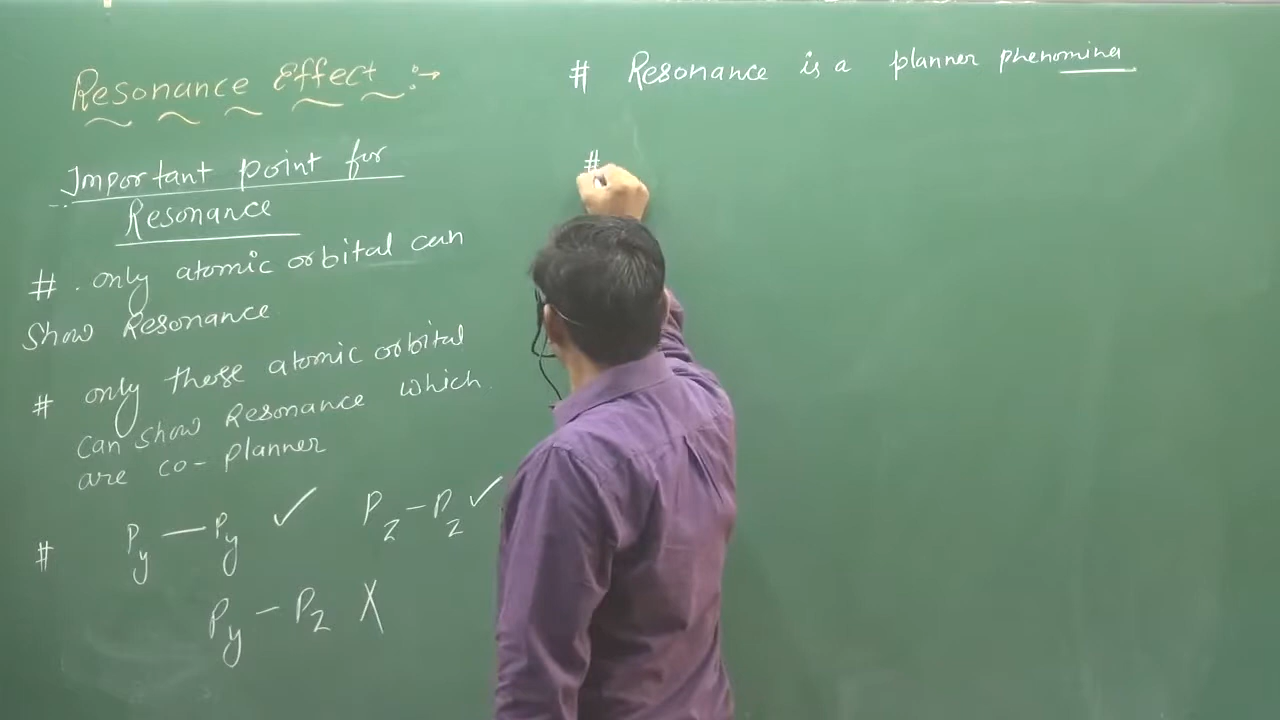 Resonance Effect :→
Important point for
Resonance
# . only atomic orbital can
Show Resonance
# only those atomic orbital
can show Resonance which
are co-planner
# Py — Py ✓ Pz – Pz ✓
Py – Pz X
# Resonance is a planner phenomina
#